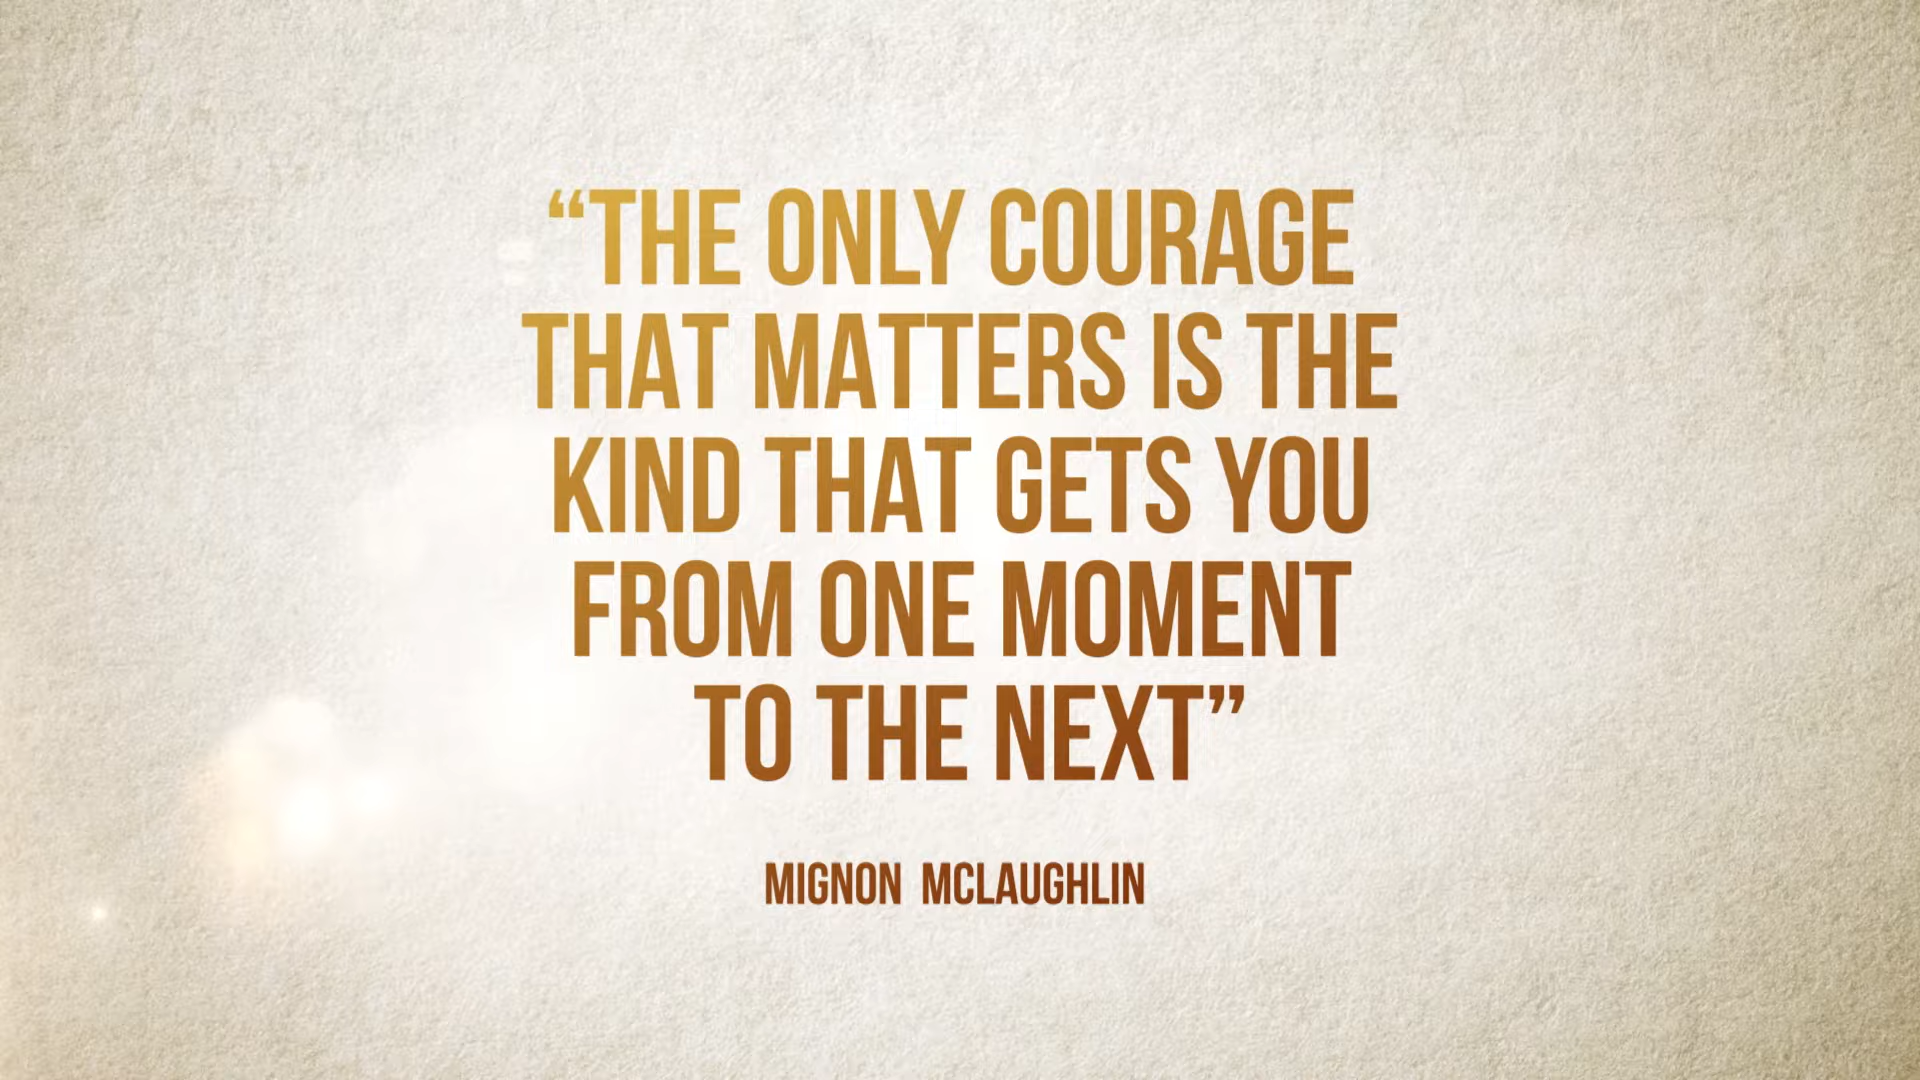 “THE ONLY COURAGE
THAT MATTERS IS THE
KIND THAT GETS YOU
FROM ONE MOMENT
TO THE NEXT”
MIGNON MCLAUGHLIN